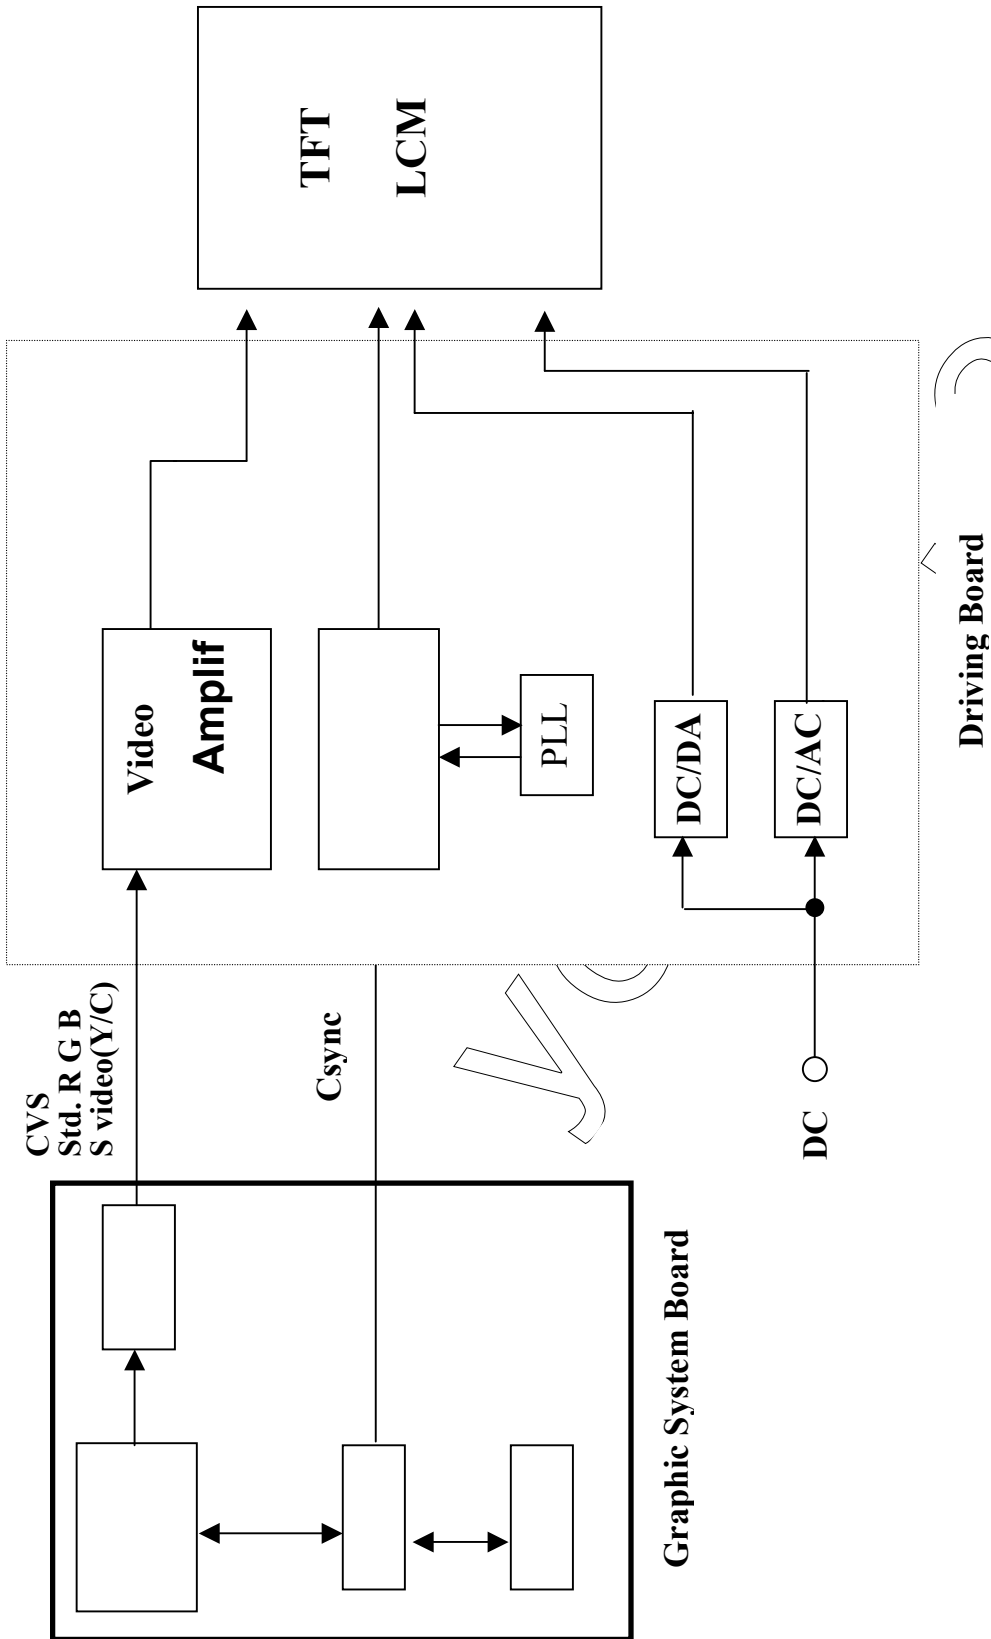 TFT
LCM
Video
Amplif
PLL
DC/DA
DC/AC
Driving Board
CVS
Std. R G B
S video(Y/C)
Csync
DC
Graphic System Board